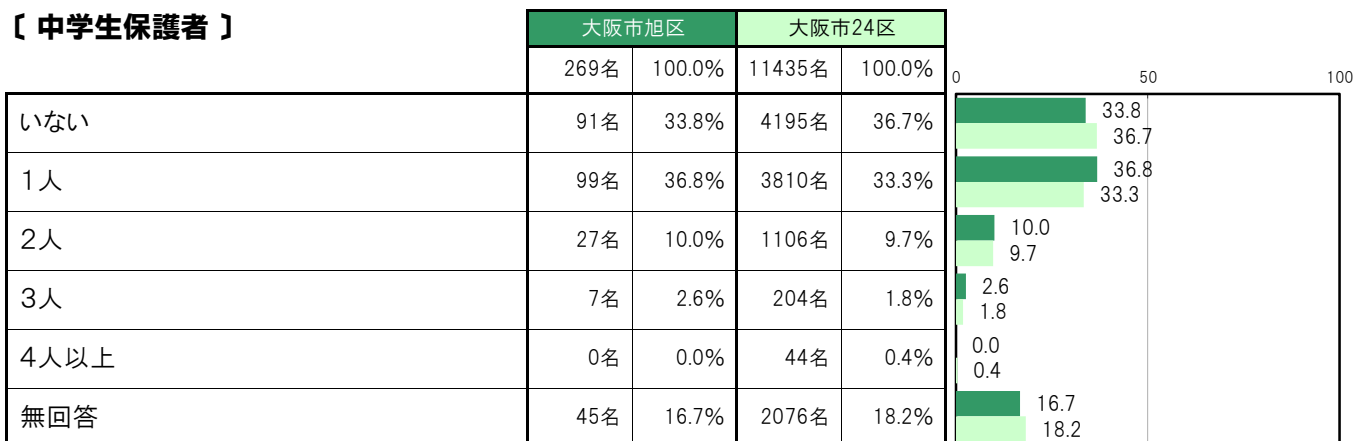 〔 中学生保護者 〕
大阪市旭区 大阪市24区
269名 100.0% 11435名 100.0%
0 50 100
いない 91名 33.8% 4195名 36.7% 33.8
36.7
1人 99名 36.8% 3810名 33.3% 36.8
33.3
2人 27名 10.0% 1106名 9.7% 10.0
9.7
3人 7名 2.6% 204名 1.8% 2.6
1.8
4人以上 0名 0.0% 44名 0.4% 0.0
0.4
無回答 45名 16.7% 2076名 18.2% 16.7
18.2